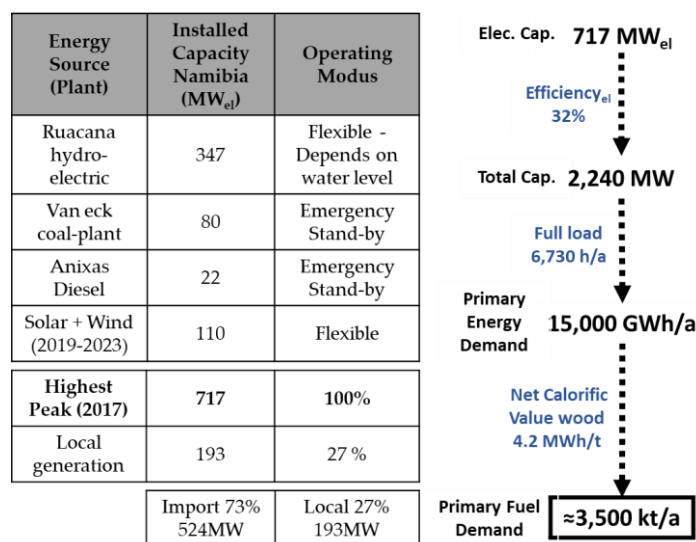 Energy
Source
(Plant)
Installed
Capacity
Namibia
(MWel)
Operating
Modus
Ruacana
hydro-
electric
347
Flexible -
Depends on
water level
Van eck
coal-plant
80
Emergency
Stand-by
Anixas
Diesel
22
Emergency
Stand-by
Solar + Wind
(2019-2023)
110
Flexible
Highest
Peak (2017)
717
100%
Local
generation
193
27 %
Import 73%
524MW
Local 27%
193MW
Elec. Cap. 717 MWel
Efficiencyel
32%
Total Cap. 2,240 MW
Full load
6,730 h/a
Primary
Energy
Demand
15,000 GWh/a
Net Calorific
Value wood
4.2 MWh/t
Primary Fuel
Demand
≈3,500 kt/a